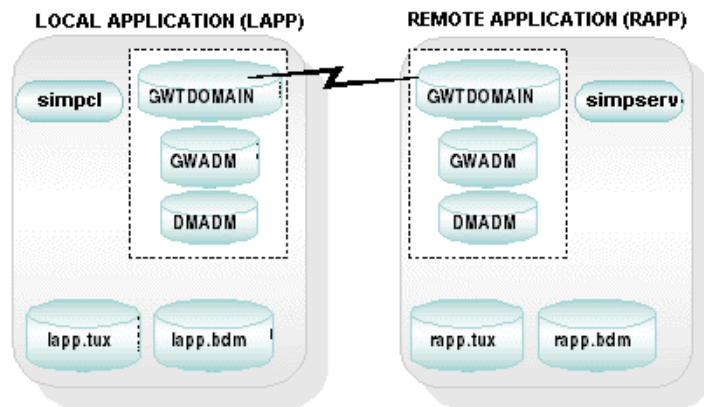 LOCAL APPLICATION (LAPP)
simpcl
GWTDOMAIN
GWADM
DMADM
lapp.tux
lapp.bdm
REMOTE APPLICATION (RAPP)
GWTDOMAIN
simpserv
GWADM
DMADM
rapp.tux
rapp.bdm